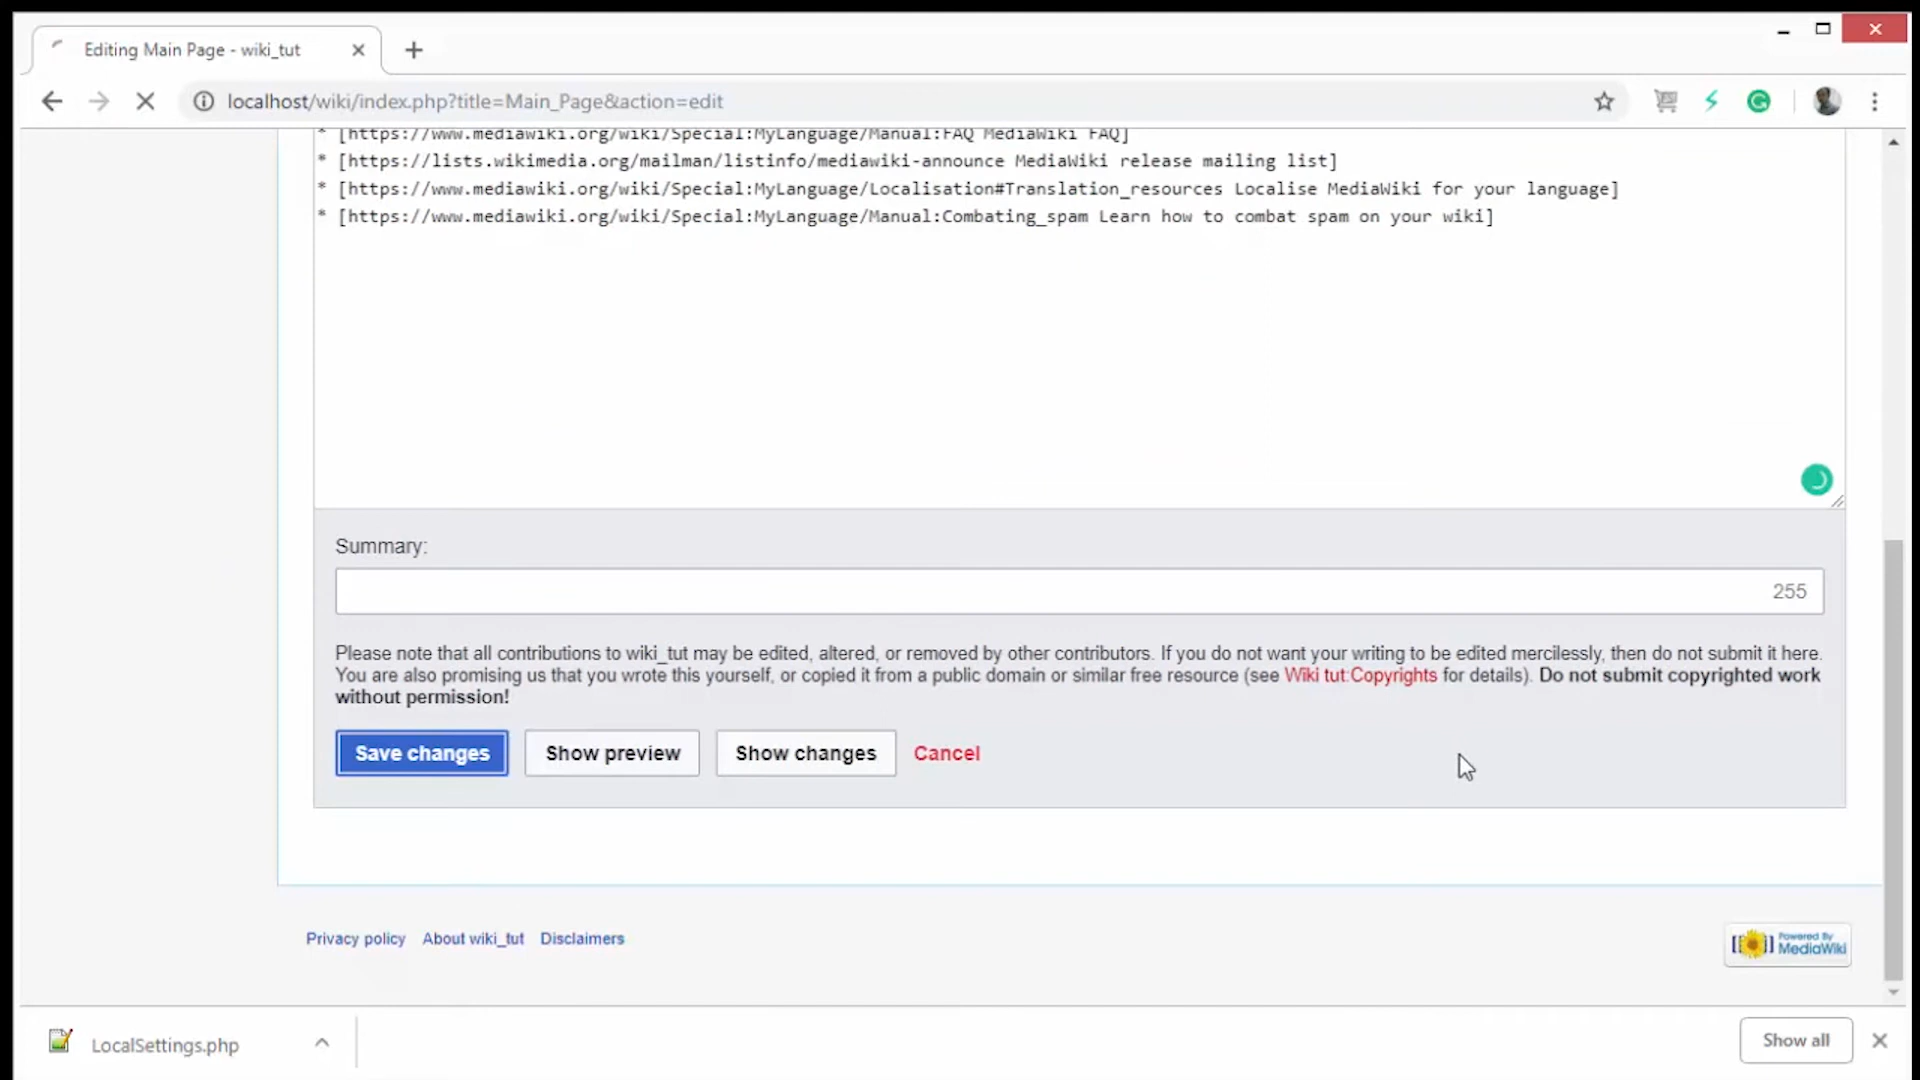 Editing Main Page - wiki_tut
localhost/wiki/index.php?title=Main_Page&action=edit
* [https://www.mediawiki.org/wiki/Special:MyLanguage/Manual:FAQ MediaWiki FAQ]
* [https://lists.wikimedia.org/mailman/listinfo/mediawiki-announce MediaWiki release mailing list]
* [https://www.mediawiki.org/wiki/Special:MyLanguage/Localisation#Translation_resources Localise MediaWiki for your language]
* [https://www.mediawiki.org/wiki/Special:MyLanguage/Manual:Combating_spam Learn how to combat spam on your wiki]
Summary:
255
Please note that all contributions to wiki_tut may be edited, altered, or removed by other contributors. If you do not want your writing to be edited mercilessly, then do not submit it here.
You are also promising us that you wrote this yourself, or copied it from a public domain or similar free resource (see Wiki tut:Copyrights for details). Do not submit copyrighted work
without permission!
Save changes Show preview Show changes Cancel
Privacy policy About wiki_tut Disclaimers
Powered By
MediaWiki
LocalSettings.php
Show all